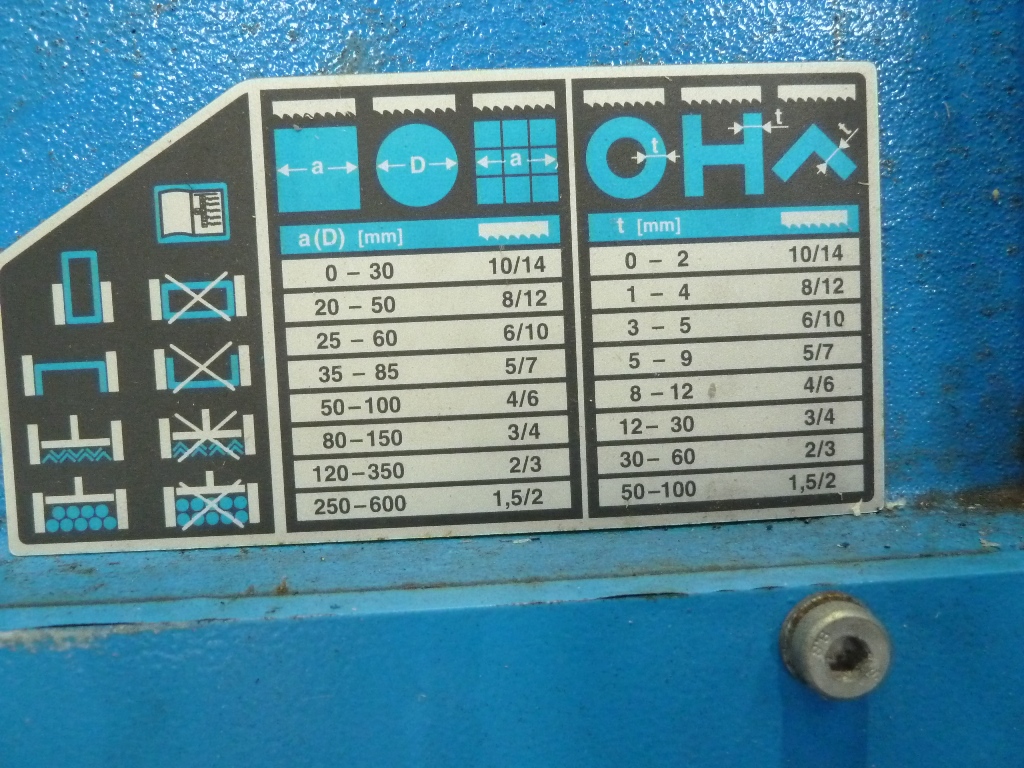 a D a
a (D) [mm]
0 – 30 10/14
20 – 50 8/12
25 – 60 6/10
35 – 85 5/7
50–100 4/6
80–150 3/4
120–350 2/3
250–600 1,5/2
t t t
t [mm]
0 – 2 10/14
1 – 4 8/12
3 – 5 6/10
5 – 9 5/7
8 – 12 4/6
12 – 30 3/4
30 – 60 2/3
50–100 1,5/2